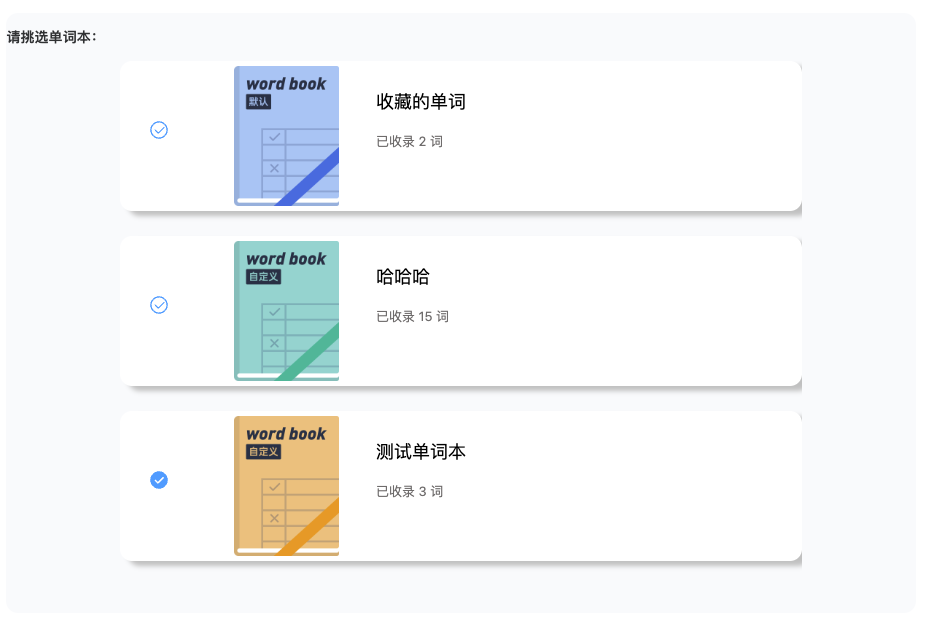 请挑选单词本:
word book
默认
收藏的单词
已收录 2 词
word book
自定义
哈哈哈
已收录 15 词
word book
自定义
测试单词本
已收录 3 词